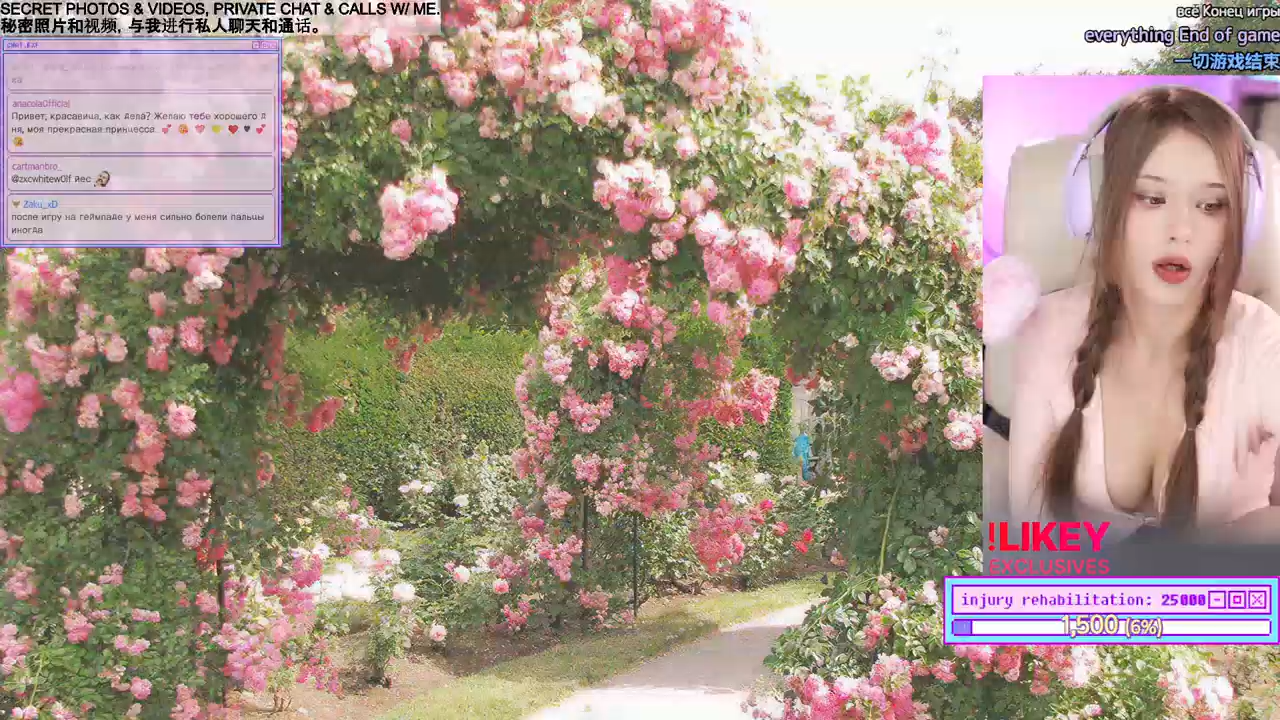 SECRET PHOTOS & VIDEOS, PRIVATE CHAT & CALLS W/ ME.
秘密照片和视频, 与我进行私人聊天和通话。
всё Конец игры
everything End of game
一切游戏结束
anacolaOfficial
Привет, красавица, как дела? Желаю тебе хорошего д
ня, моя прекрасная принцесса. 💕 😘 💖 💛 ❤️ 🖤 💕
😘
cartmanbro_
@zxcwhitew0lf йес
Zaku_xD
после игру на геймпаде у меня сильно болели пальцы
иногда
!LIKEY
EXCLUSIVES
injury rehabilitation: 25000
1,500 (6%)